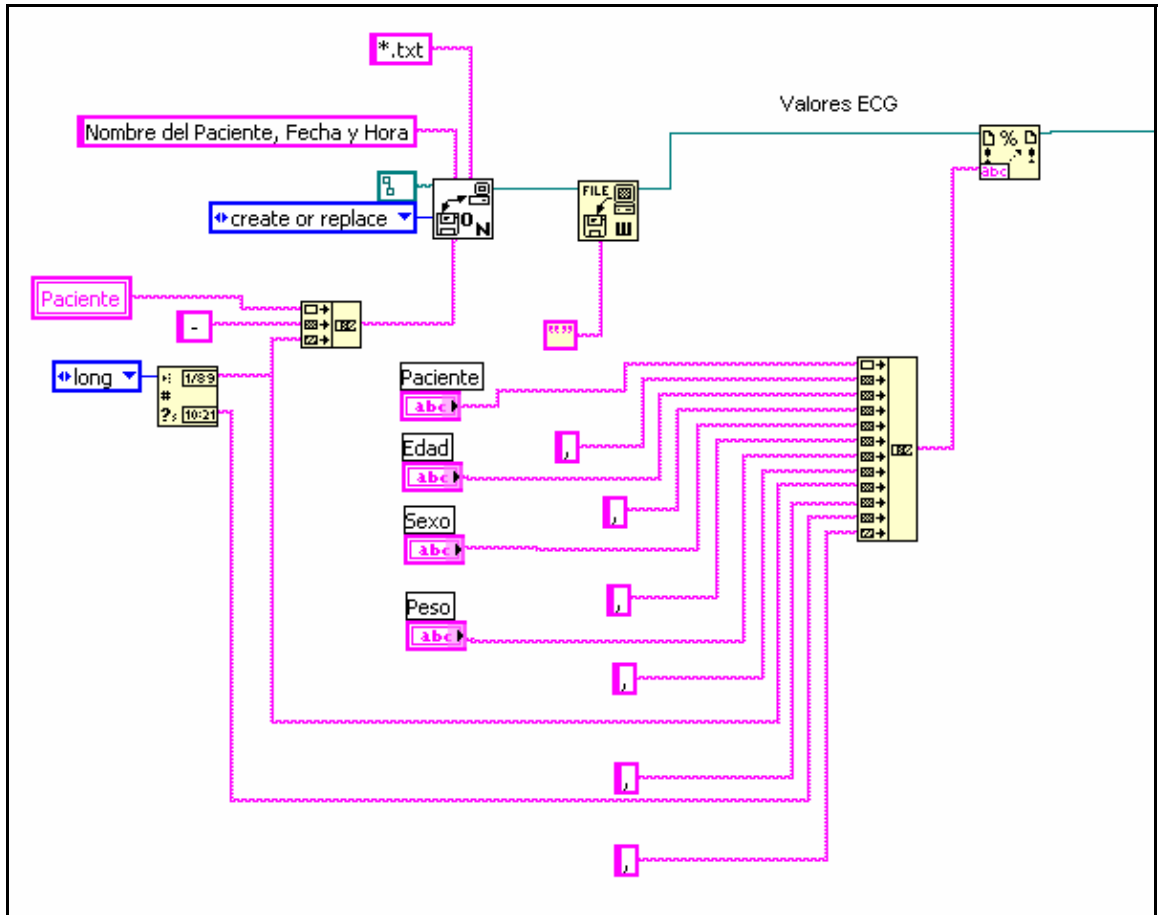 *.txt
Valores ECG
% 
abc
Nombre del Paciente, Fecha y Hora
create or replace
O
N
FILE
W
Paciente
-
long
1/89
#
?s
10:21
""
Paciente
abc
,
Edad
abc
,
Sexo
abc
,
Peso
abc
,
,
,